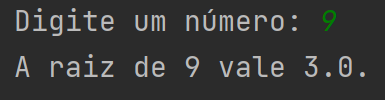 Digite um número: 9
A raiz de 9 vale 3.0.